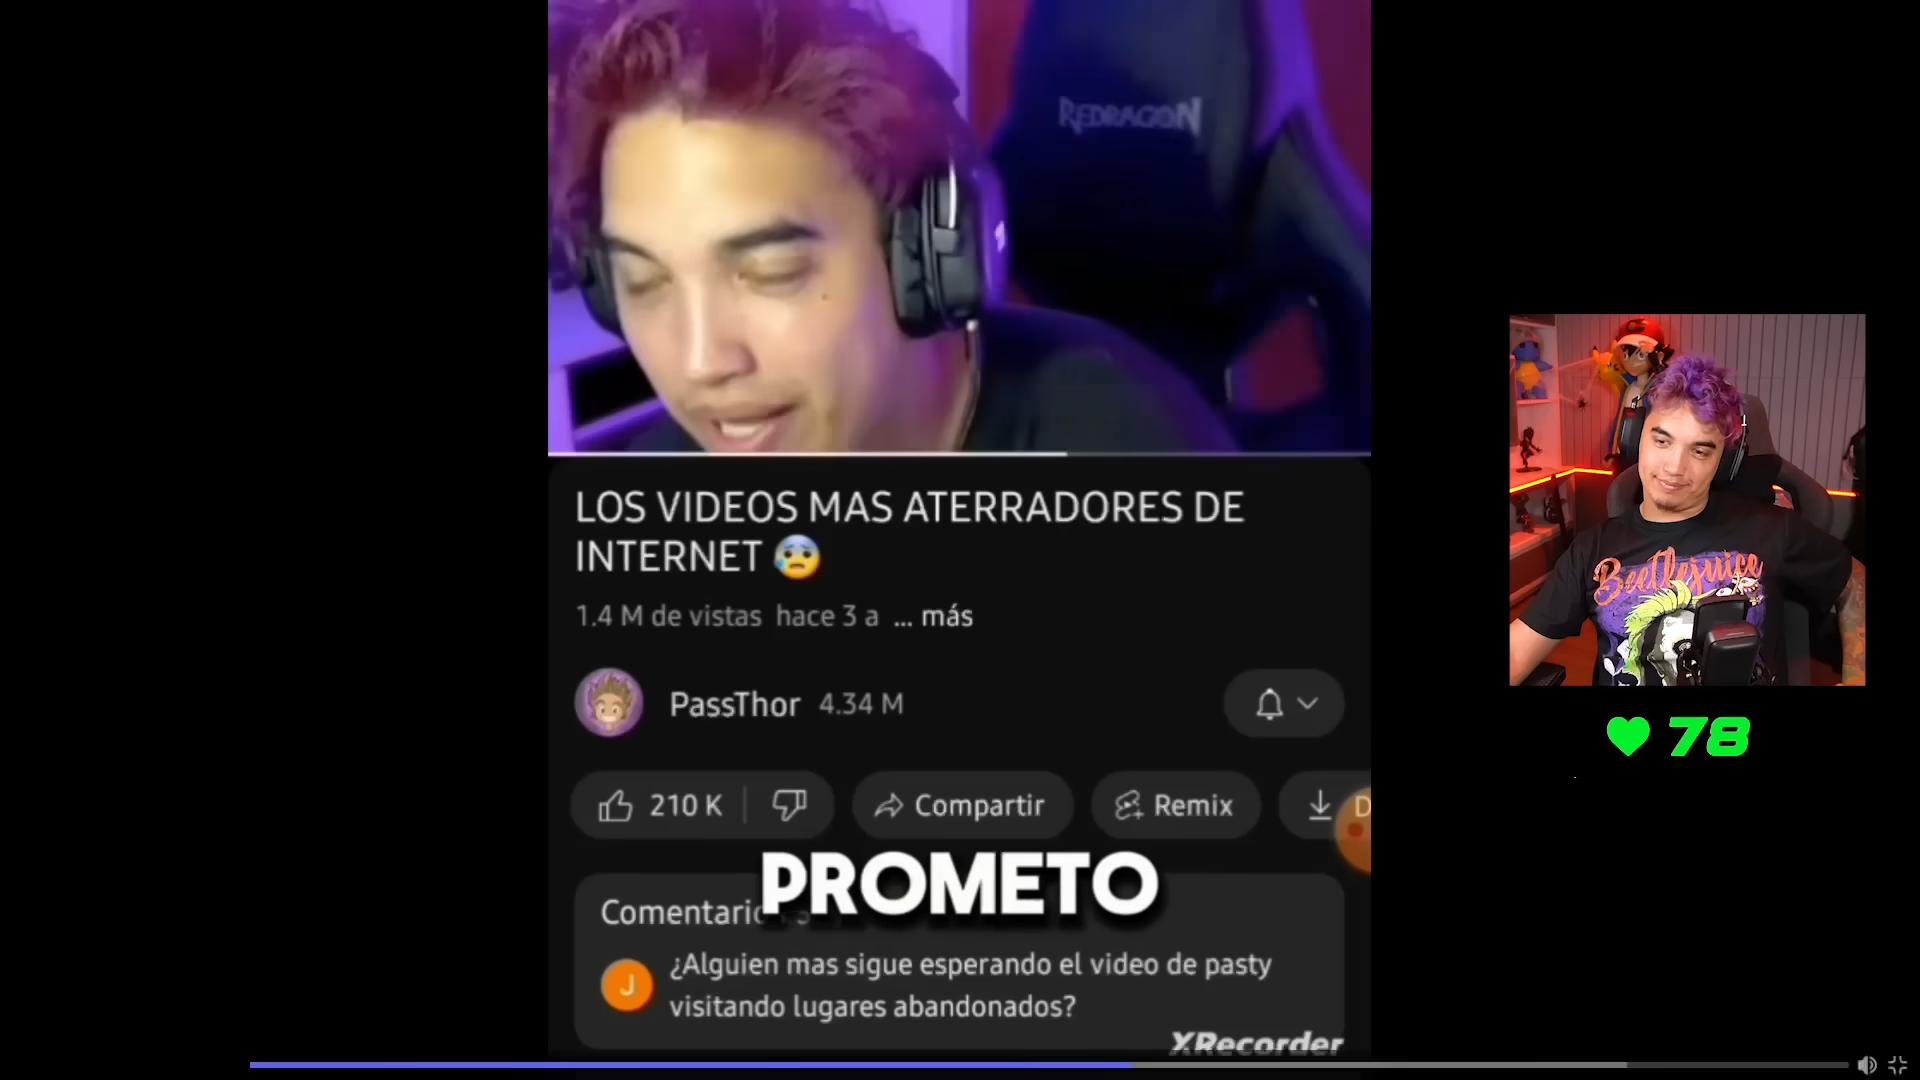 REDRAGON
LOS VIDEOS MAS ATERRADORES DE
INTERNET
1.4 M de vistas hace 3 a ... más
PassThor 4.34 M
210 K
Compartir
Remix
D
PROMETO
¿Alguien mas sigue esperando el video de pasty
visitando lugares abandonados?
J
XRecorder
Beetlejuice
78